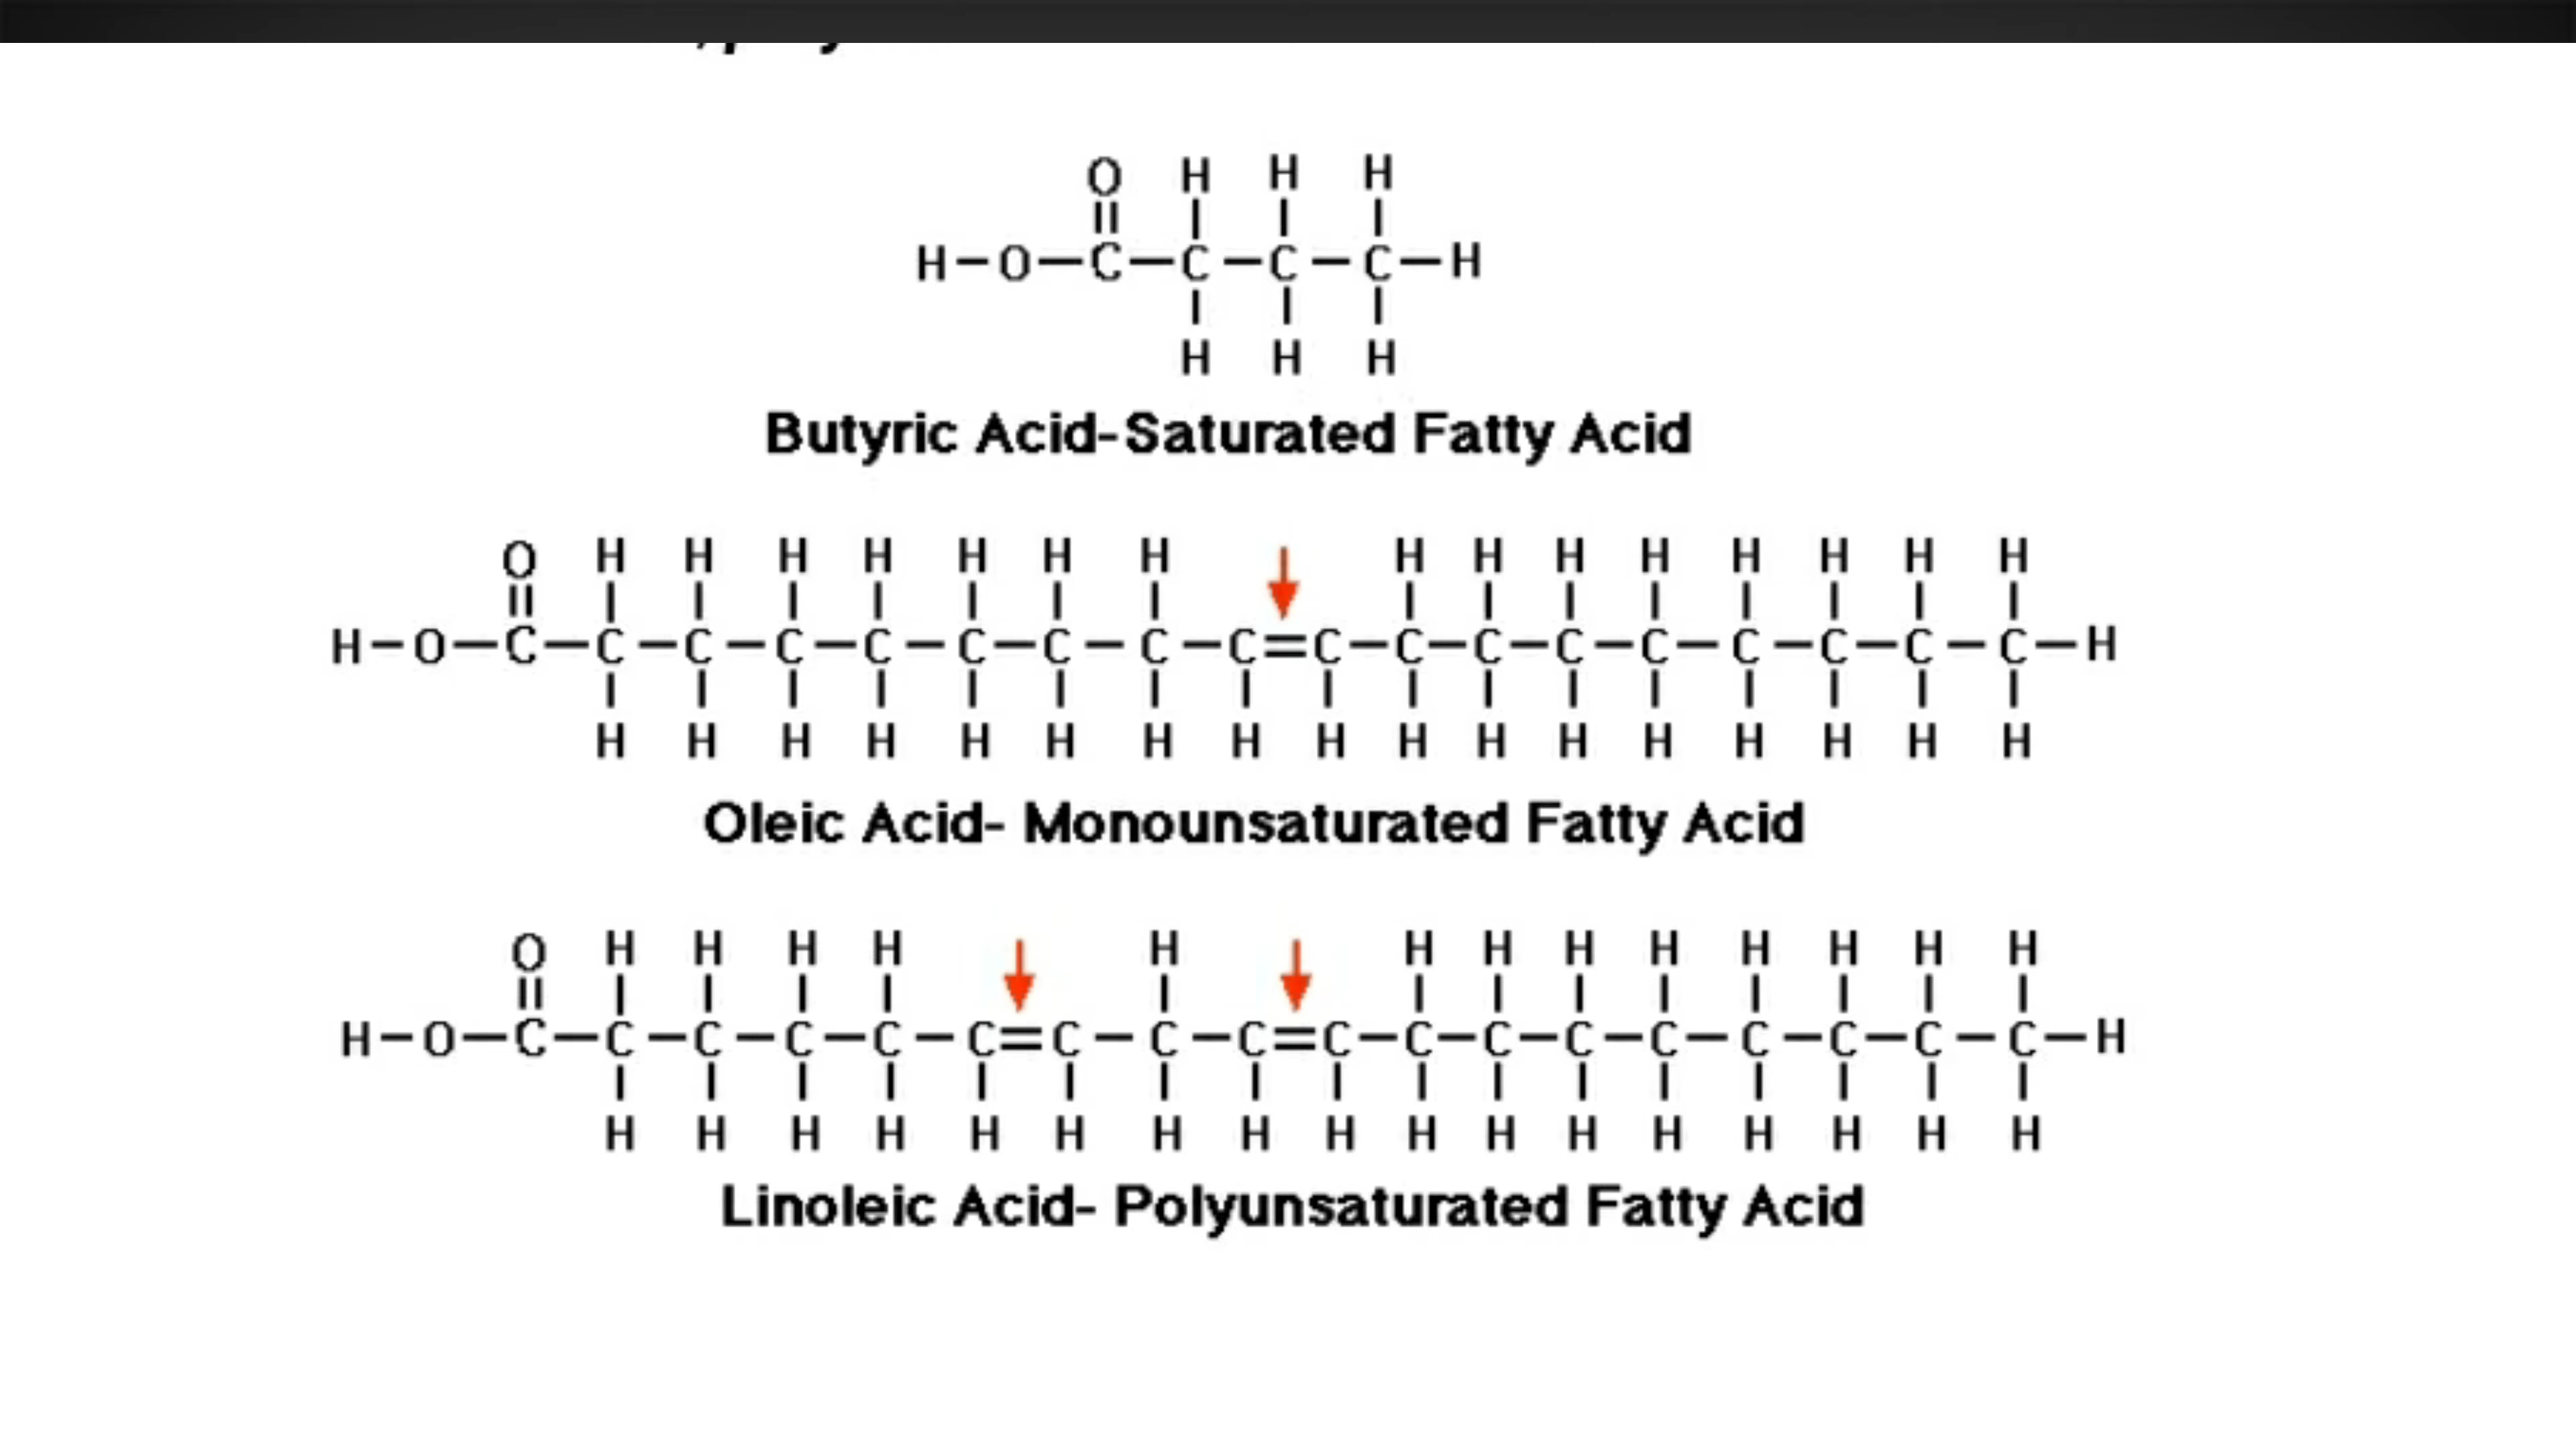 O H H H
H-O-C-C-C-C-H
H H H
Butyric Acid-Saturated Fatty Acid
O H H H H H H H H H H H H H H H
H-O-C-C-C-C-C-C-C-C-C=C-C-C-C-C-C-C-C-C-H
H H H H H H H H H H H H H H H H H
Oleic Acid- Monounsaturated Fatty Acid
O H H H H H H H H H H H H H
H-O-C-C-C-C-C-C=C-C-C=C-C-C-C-C-C-C-C-C-H
H H H H H H H H H H H H H H H H H
Linoleic Acid- Polyunsaturated Fatty Acid